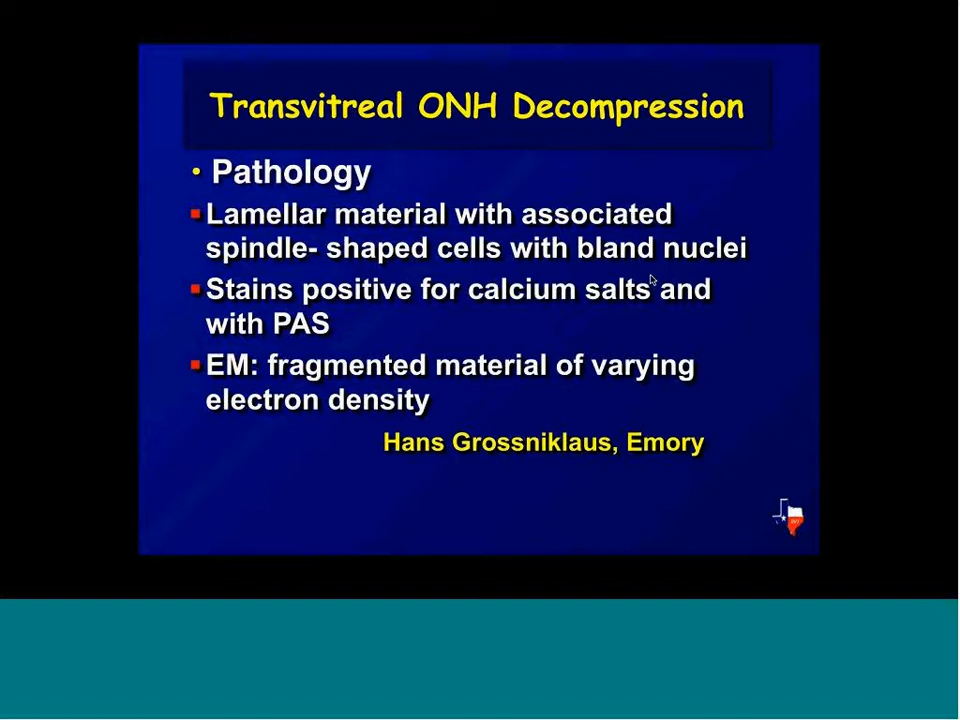 Transvitreal ONH Decompression
• Pathology
▪ Lamellar material with associated
spindle- shaped cells with bland nuclei
▪ Stains positive for calcium salts and
with PAS
▪ EM: fragmented material of varying
electron density
Hans Grossniklaus, Emory